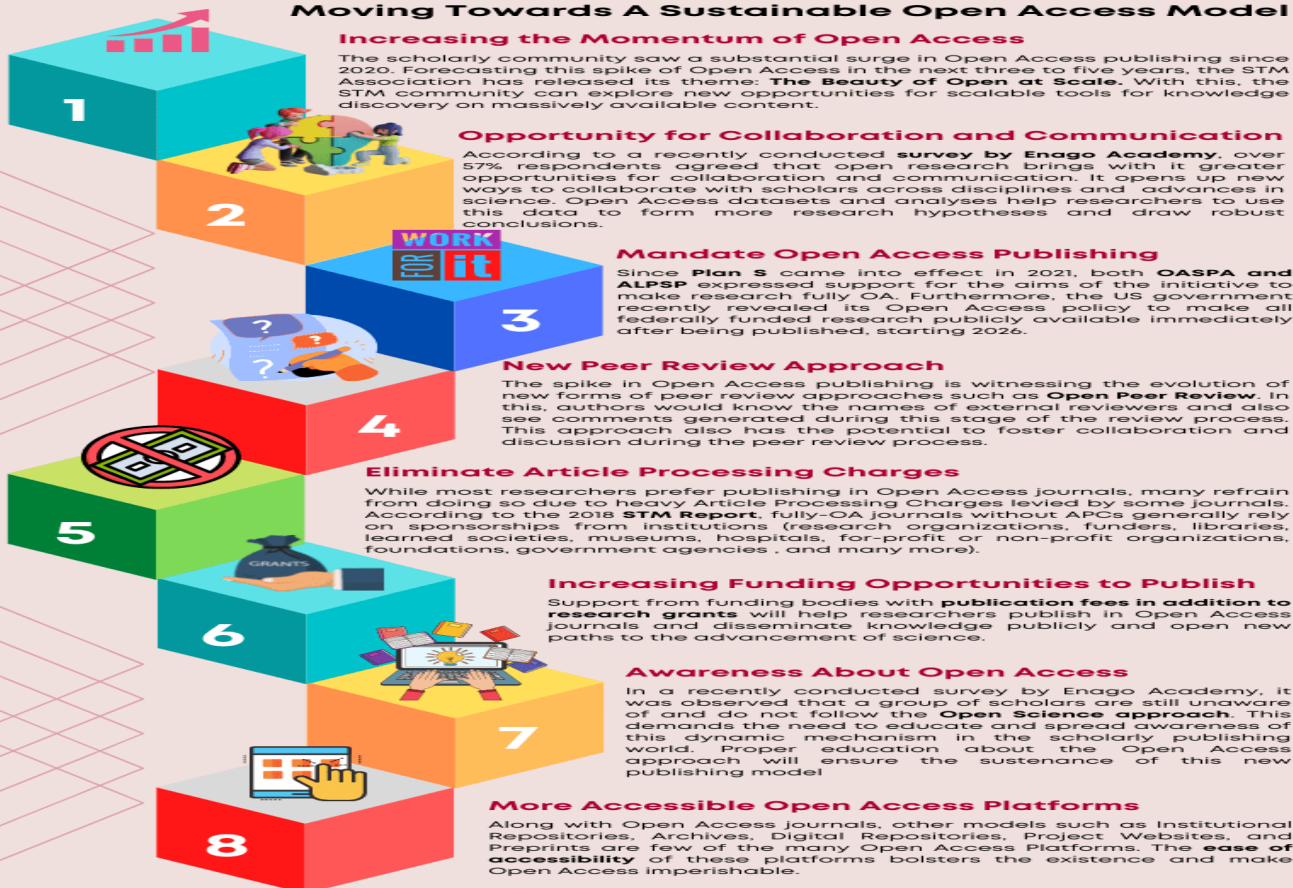 Moving Towards A Sustainable Open Access Model
1
Increasing the Momentum of Open Access
The scholarly community saw a substantial surge in Open Access publishing since
2020. Forecasting this spike of Open Access in the next three to five years, the STM
Association has released its theme: The Beauty of Open at Scale. With this, the
STM community can explore new opportunities for scalable tools for knowledge
discovery on massively available content.
2
Opportunity for Collaboration and Communication
According to a recently conducted survey by Enago Academy, over
57% respondents agreed that open research brings with it greater
opportunities for collaboration and communication. It opens up new
ways to collaborate with scholars across disciplines and advances in
science. Open Access datasets and analyses help researchers to use
this data to form more research hypotheses and draw robust
conclusions.
WORK
FOR it
3
Mandate Open Access Publishing
Since Plan S came into effect in 2021, both OASPA and
ALPSP expressed support for the aims of the initiative to
make research fully OA. Furthermore, the US government
recently revealed its Open Access policy to make all
federally funded research publicly available immediately
after being published, starting 2026.
?
?
?
4
New Peer Review Approach
The spike in Open Access publishing is witnessing the evolution of
new forms of peer review approaches such as Open Peer Review. In
this, authors would know the names of external reviewers and also
see comments generated during this stage of the review process.
This approach also has the potential to foster collaboration and
discussion during the peer review process.
5
Eliminate Article Processing Charges
While most researchers prefer publishing in Open Access journals, many refrain
from doing so due to heavy Article Processing Charges levied by some journals.
According to the 2018 STM Report, fully-OA journals without APCs generally rely
on sponsorships from institutions (research organizations, funders, libraries,
learned societies, museums, hospitals, for-profit or non-profit organizations,
foundations, government agencies , and many more).
GRANTS
6
Increasing Funding Opportunities to Publish
Support from funding bodies with publication fees in addition to
research grants will help researchers publish in Open Access
journals and disseminate knowledge publicly and open new
paths to the advancement of science.
7
Awareness About Open Access
In a recently conducted survey by Enago Academy, it
was observed that a group of scholars are still unaware
of and do not follow the Open Science approach. This
demands the need to educate and spread awareness of
this dynamic mechanism in the scholarly publishing
world. Proper education about the Open Access
approach will ensure the sustenance of this new
publishing model
8
More Accessible Open Access Platforms
Along with Open Access journals, other models such as Institutional
Repositories, Archives, Digital Repositories, Project Websites, and
Preprints are few of the many Open Access Platforms. The ease of
accessibility of these platforms bolsters the existence and make
Open Access imperishable.